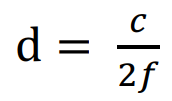 d = c / 2f